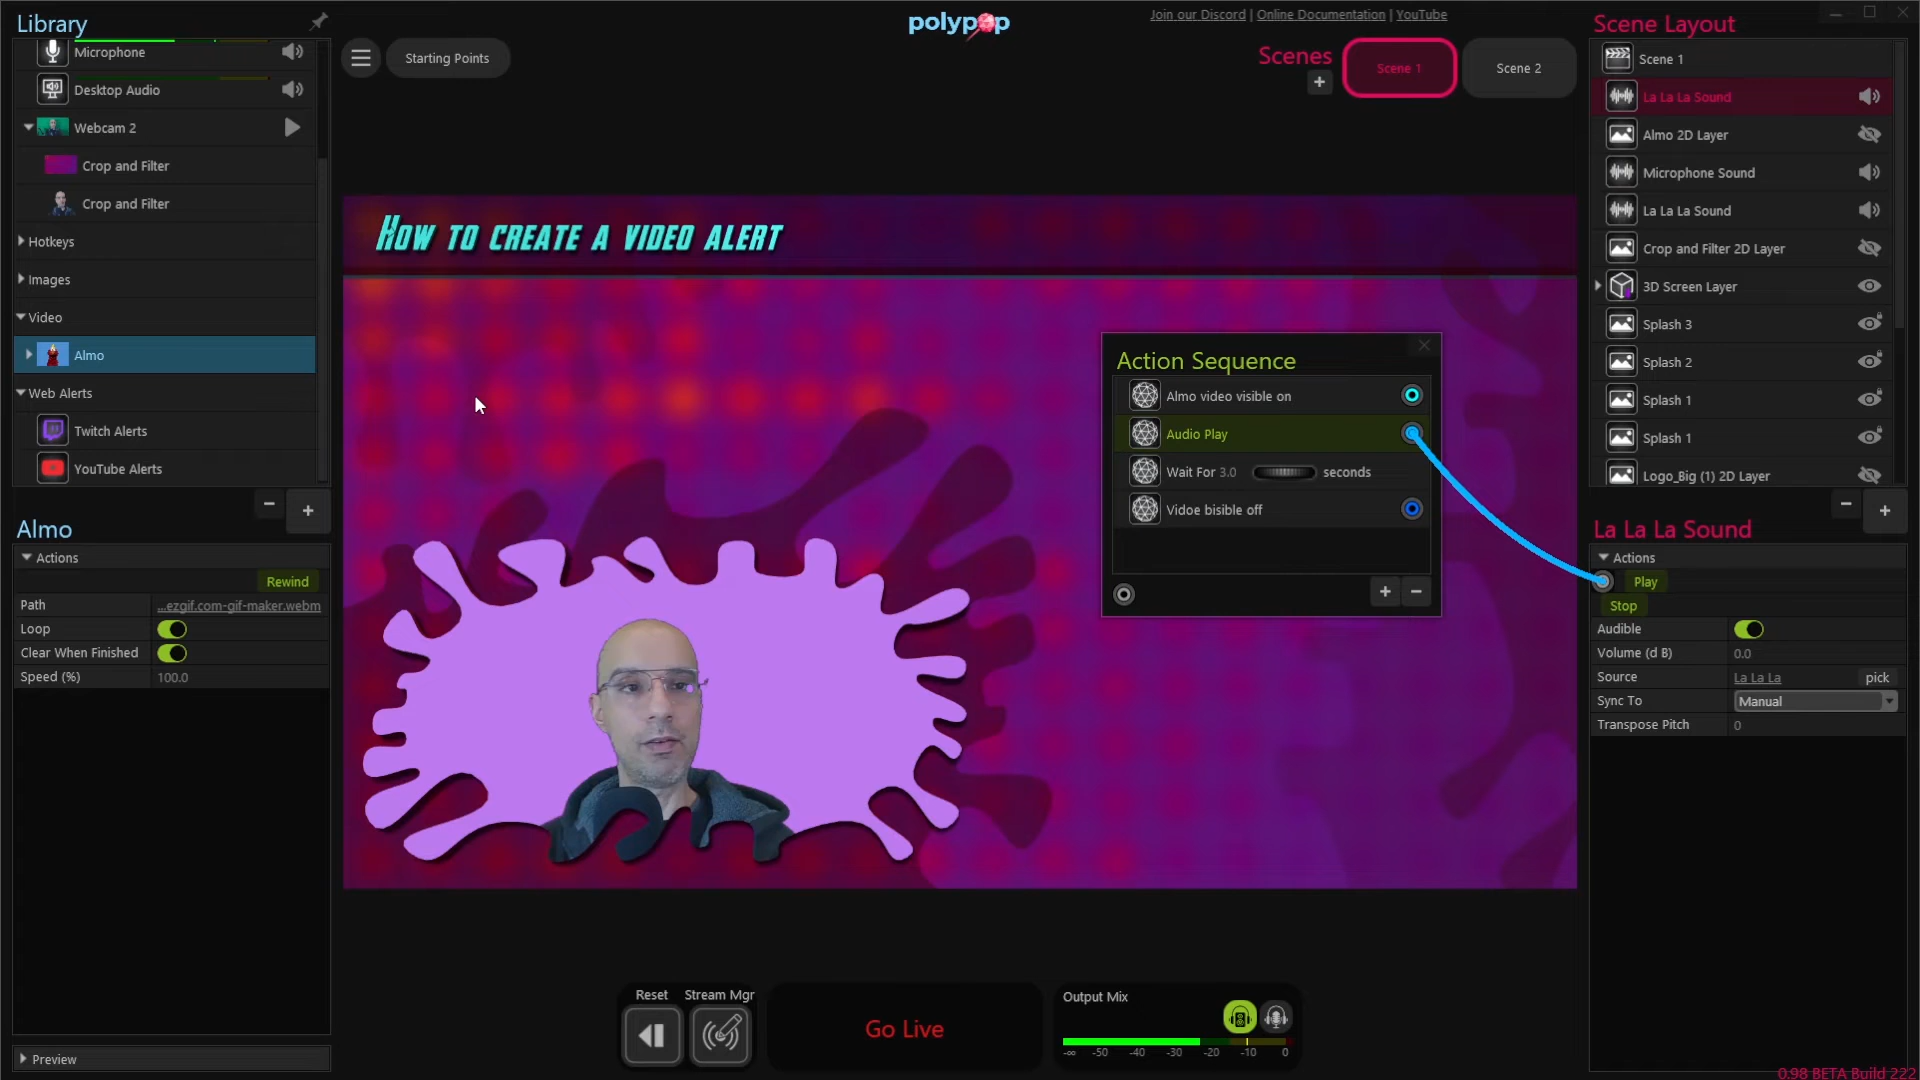 Library
Microphone
Desktop Audio
Webcam 2
Crop and Filter
Crop and Filter
Hotkeys
Images
Video
Almo
Web Alerts
Twitch Alerts
YouTube Alerts
Almo
Actions
Rewind
Path ...ezgif.com-gif-maker.webm
Loop
Clear When Finished
Speed (%) 100.0
Preview
Starting Points
polypop
Join our Discord | Online Documentation | YouTube
Scenes
Scene 1
Scene 2
How to create a video alert
Action Sequence
Almo video visible on
Audio Play
Wait For 3.0 seconds
Vidoe bisible off
Reset
Stream Mgr
Go Live
Output Mix
-∞ -50 -40 -30 -20 -10 0
Scene Layout
Scene 1
La La La Sound
Almo 2D Layer
Microphone Sound
La La La Sound
Crop and Filter 2D Layer
3D Screen Layer
Splash 3
Splash 2
Splash 1
Splash 1
Logo_Big (1) 2D Layer
La La La Sound
Actions
Play
Stop
Audible
Volume (d B) 0.0
Source La La La pick
Sync To Manual
Transpose Pitch 0
0.98 BETA Build 222